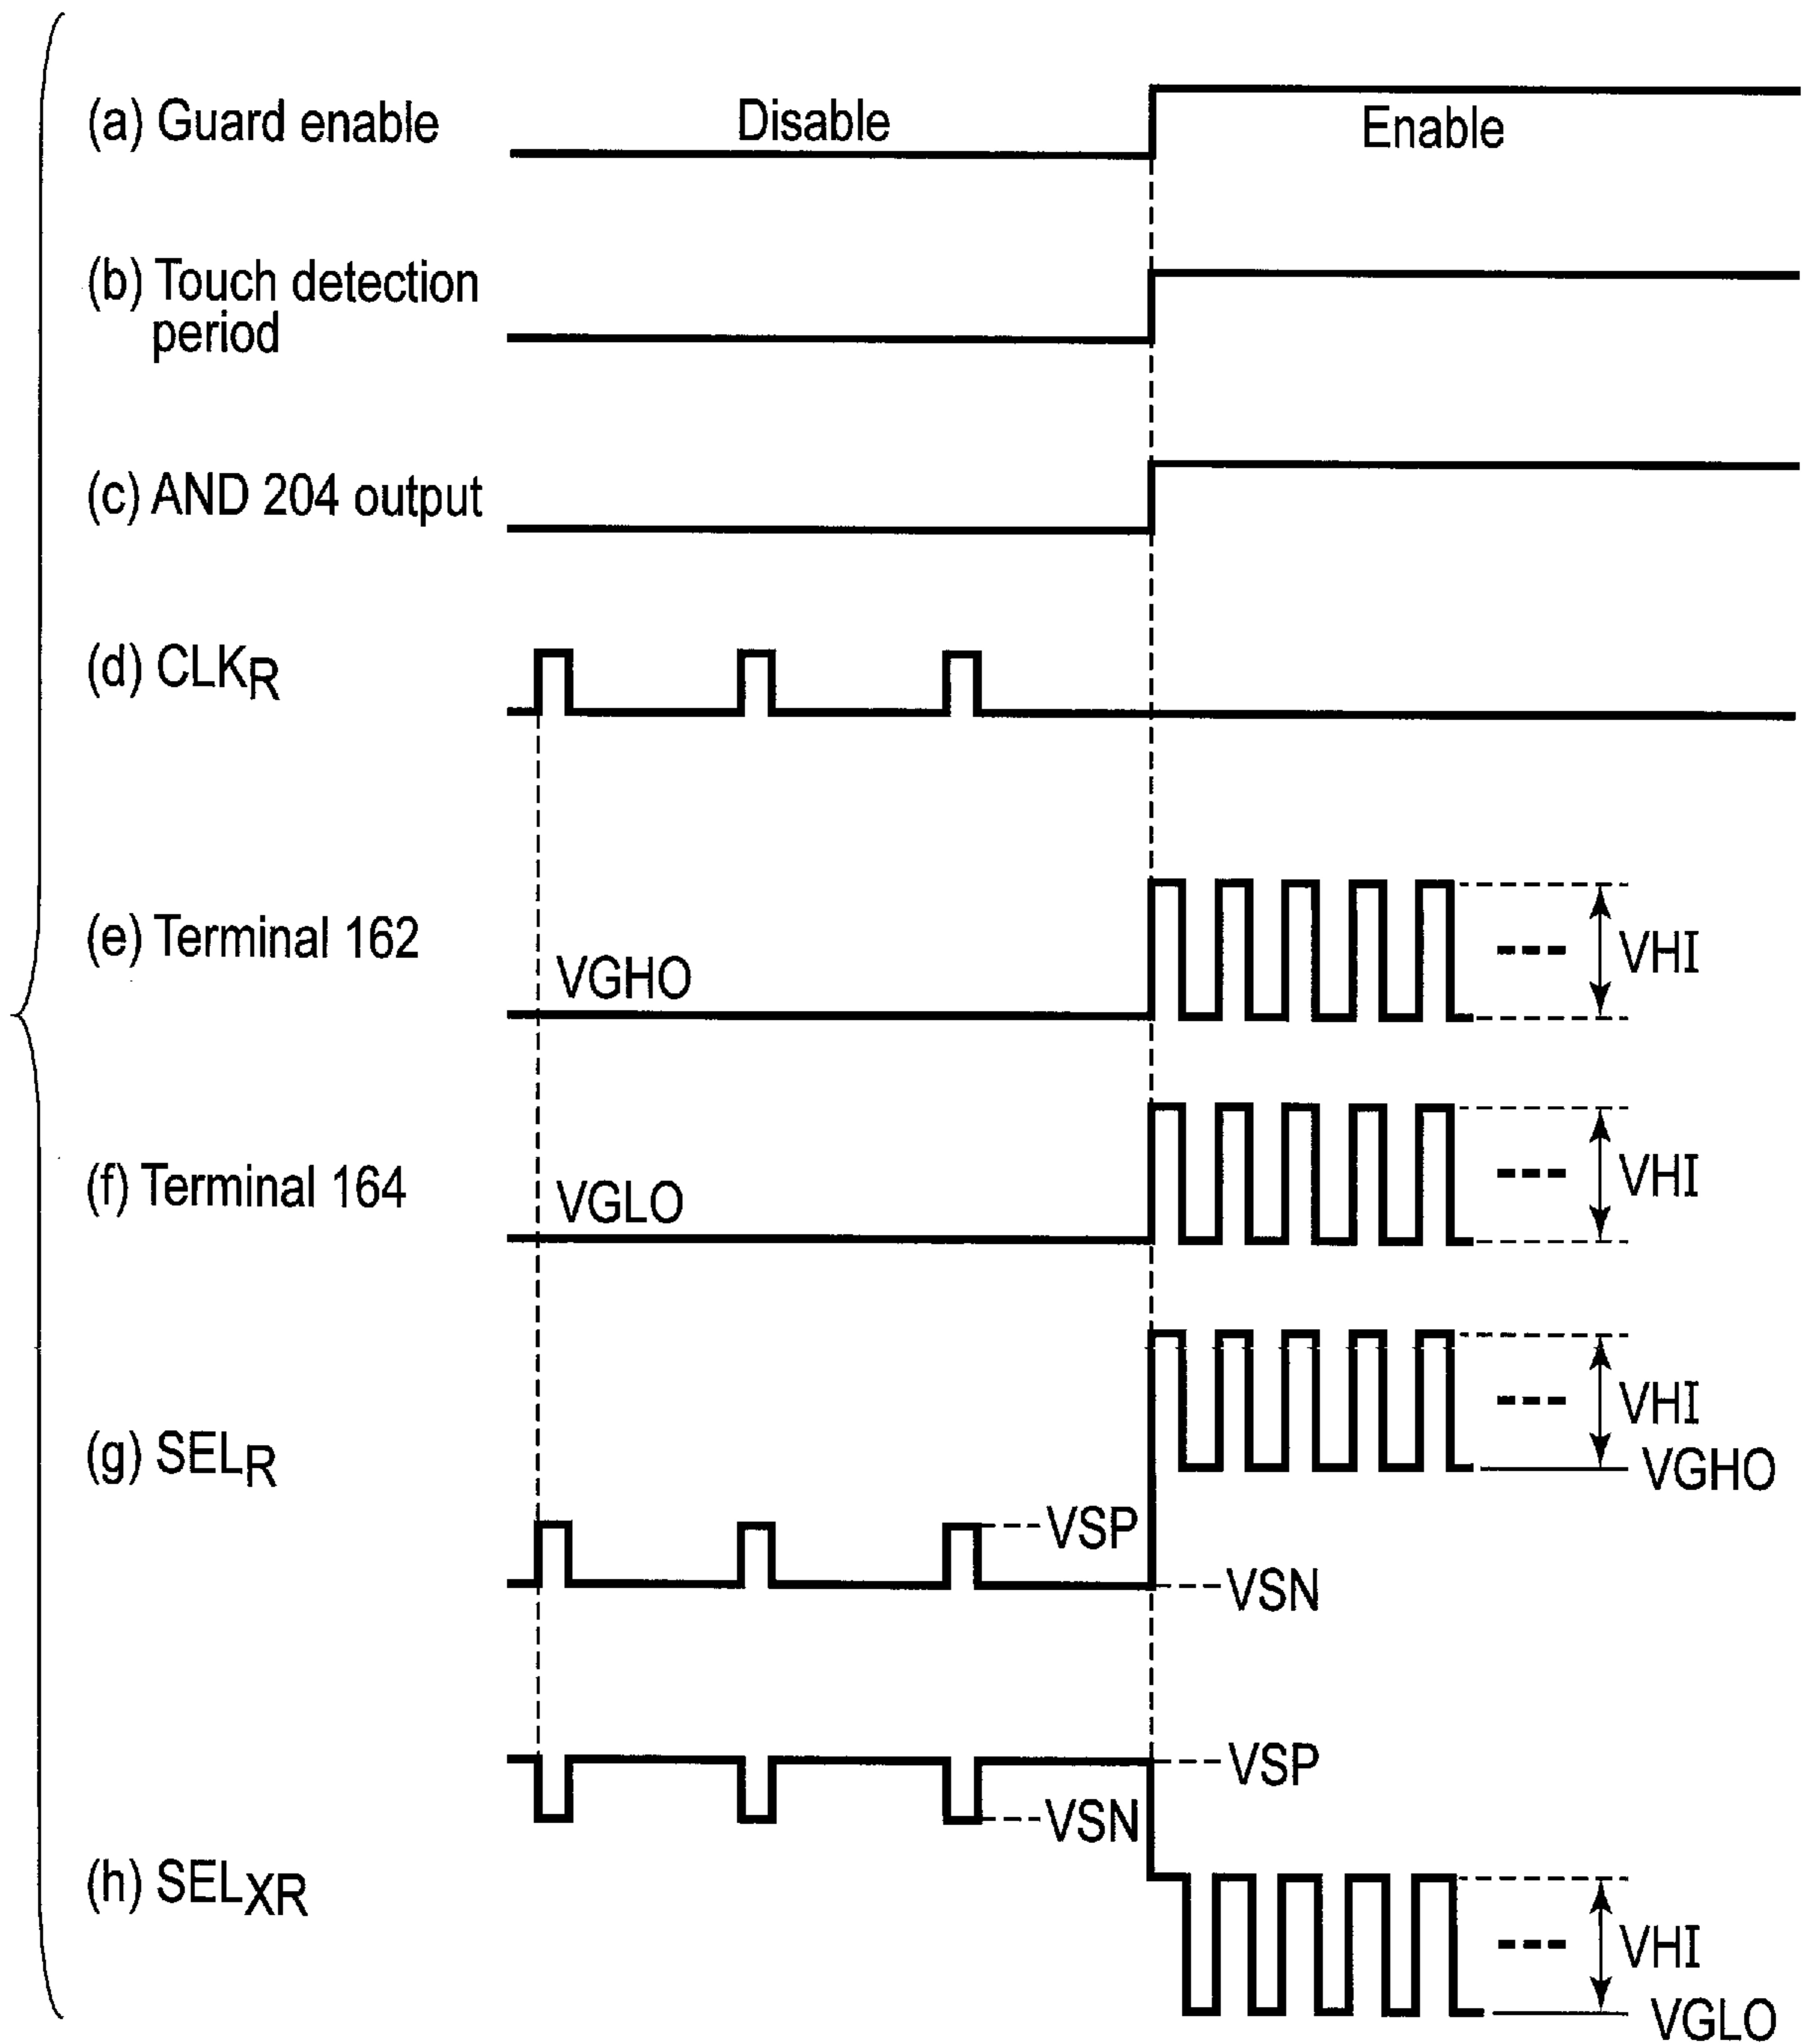 (a) Guard enable
Disable
Enable
(b) Touch detection
period
(c) AND 204 output
(d) CLKR
(e) Terminal 162
VGHO
VHI
(f) Terminal 164
VGLO
VHI
(g) SELR
VHI
VGHO
VSP
VSN
VSP
VSN
(h) SELXR
VHI
VGLO